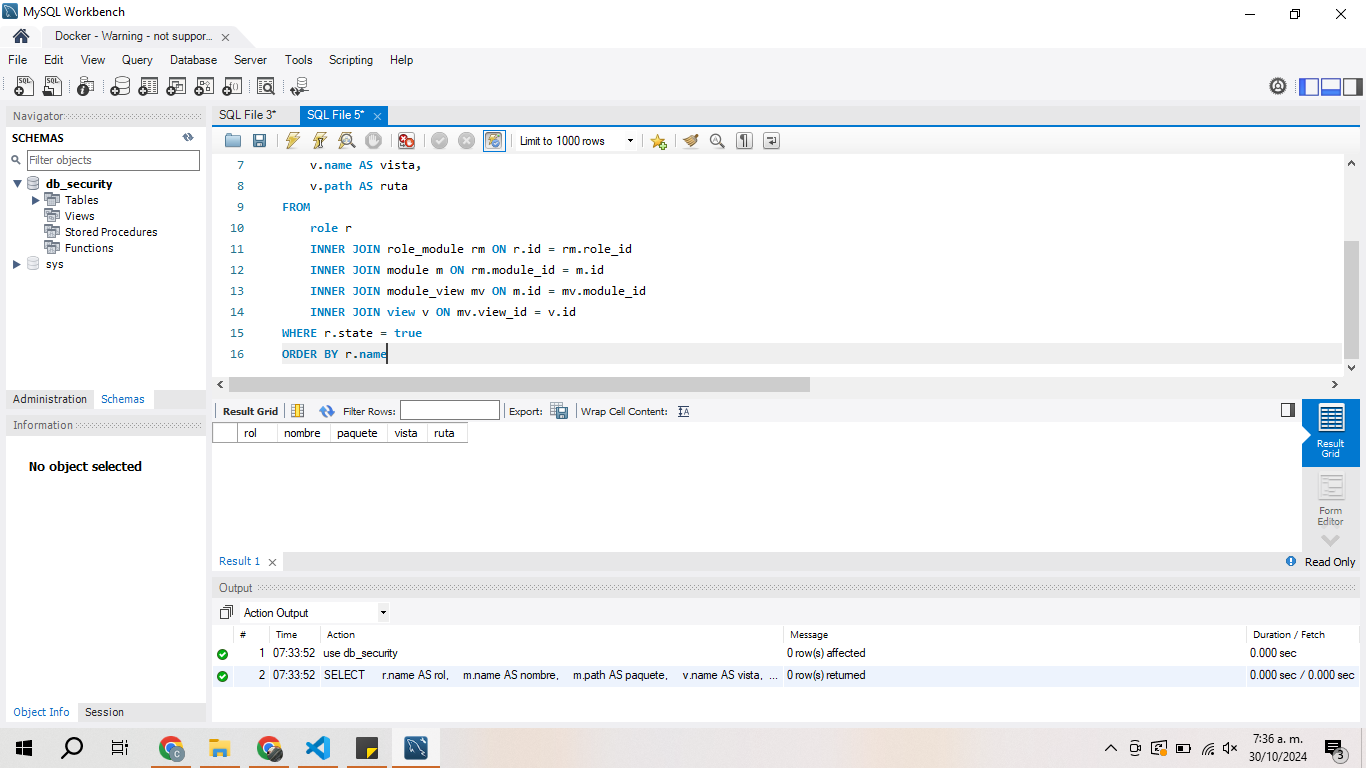 MySQL Workbench
Docker - Warning - not suppor...
File Edit View Query Database Server Tools Scripting Help
Navigator
SCHEMAS
Filter objects
db_security
Tables
Views
Stored Procedures
Functions
sys
Administration Schemas
Information
No object selected
Object Info Session
SQL File 3* SQL File 5*
Limit to 1000 rows
7 v.name AS vista,
8 v.path AS ruta
9 FROM
10 role r
11 INNER JOIN role_module rm ON r.id = rm.role_id
12 INNER JOIN module m ON rm.module_id = m.id
13 INNER JOIN module_view mv ON m.id = mv.module_id
14 INNER JOIN view v ON mv.view_id = v.id
15 WHERE r.state = true
16 ORDER BY r.name
Result Grid Filter Rows: Export: Wrap Cell Content:
rol nombre paquete vista ruta
Result Grid
Form Editor
Result 1
Read Only
Output
Action Output
# Time Action Message Duration / Fetch
1 07:33:52 use db_security 0 row(s) affected 0.000 sec
2 07:33:52 SELECT r.name AS rol, m.name AS nombre, m.path AS paquete, v.name AS vista, ... 0 row(s) returned 0.000 sec / 0.000 sec
7:36 a. m.
30/10/2024
3